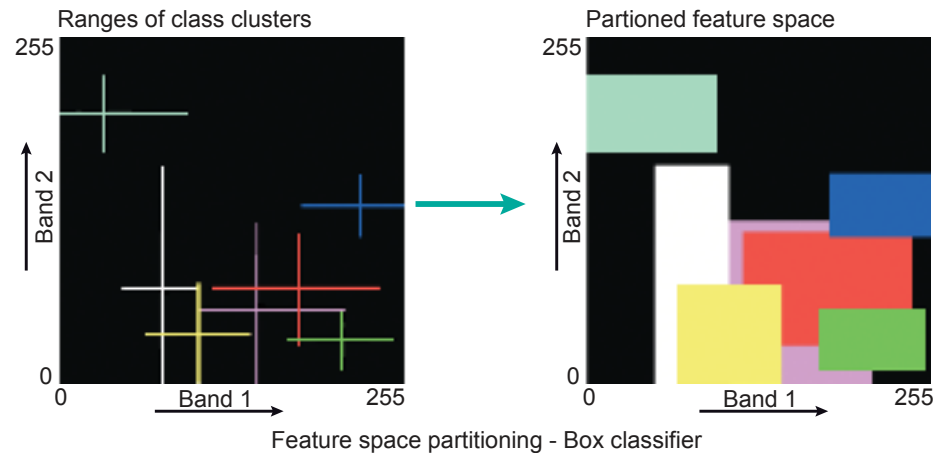 Ranges of class clusters
255
Band 2
0
0
Band 1
255
Partioned feature space
255
Band 2
0
0
Band 1
255
Feature space partitioning - Box classifier